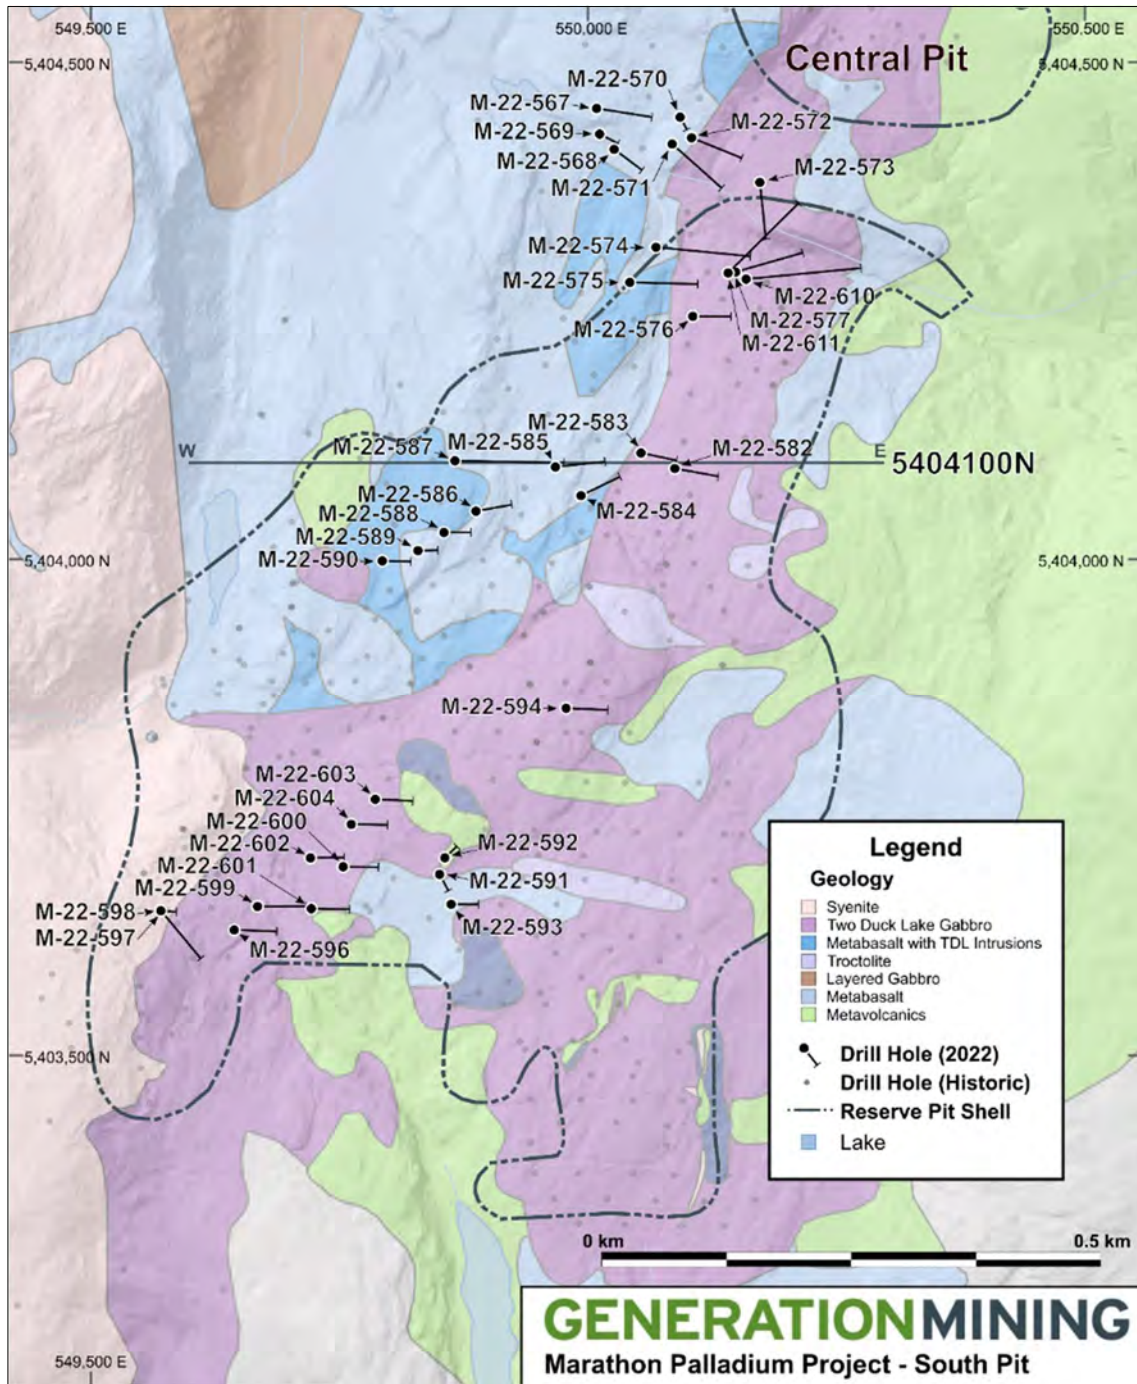 549,500 E
550,000 E
550,500 E
5,404,500 N
5,404,500 N
Central Pit
M-22-570
M-22-567
M-22-569
M-22-572
M-22-568
M-22-573
M-22-571
M-22-574
M-22-575
M-22-610
M-22-576
M-22-577
M-22-611
M-22-583
M-22-587
M-22-585
M-22-582
W
E
5404100N
M-22-586
M-22-588
M-22-584
M-22-589
M-22-590
5,404,000 N
5,404,000 N
M-22-594
M-22-603
M-22-604
M-22-600
M-22-602
M-22-592
M-22-601
M-22-591
M-22-599
M-22-598
M-22-597
M-22-593
M-22-596
Legend
Geology
Syenite
Two Duck Lake Gabbro
Metabasalt with TDL Intrusions
Troctolite
Layered Gabbro
Metabasalt
Metavolcanics
Drill Hole (2022)
Drill Hole (Historic)
Reserve Pit Shell
Lake
5,403,500 N
0 km
0.5 km
GENERATIONMINING
Marathon Palladium Project - South Pit
549,500 E